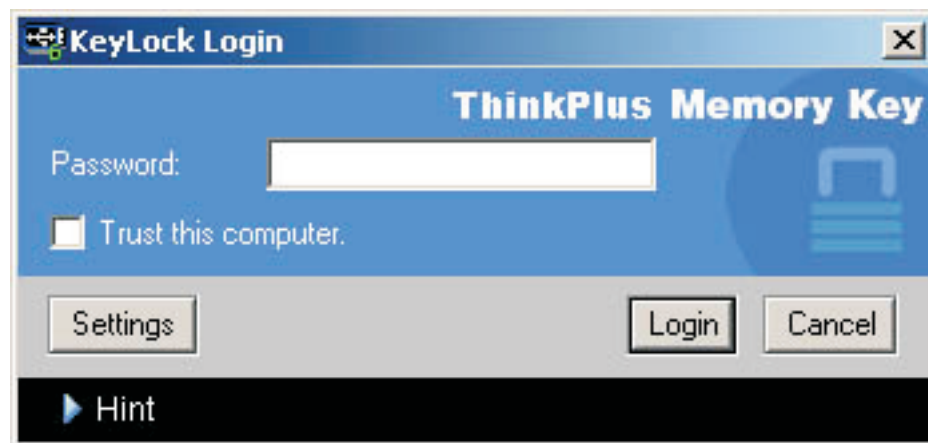 KeyLock Login
ThinkPlus Memory Key
Password:
Trust this computer.
Settings Login Cancel
Hint